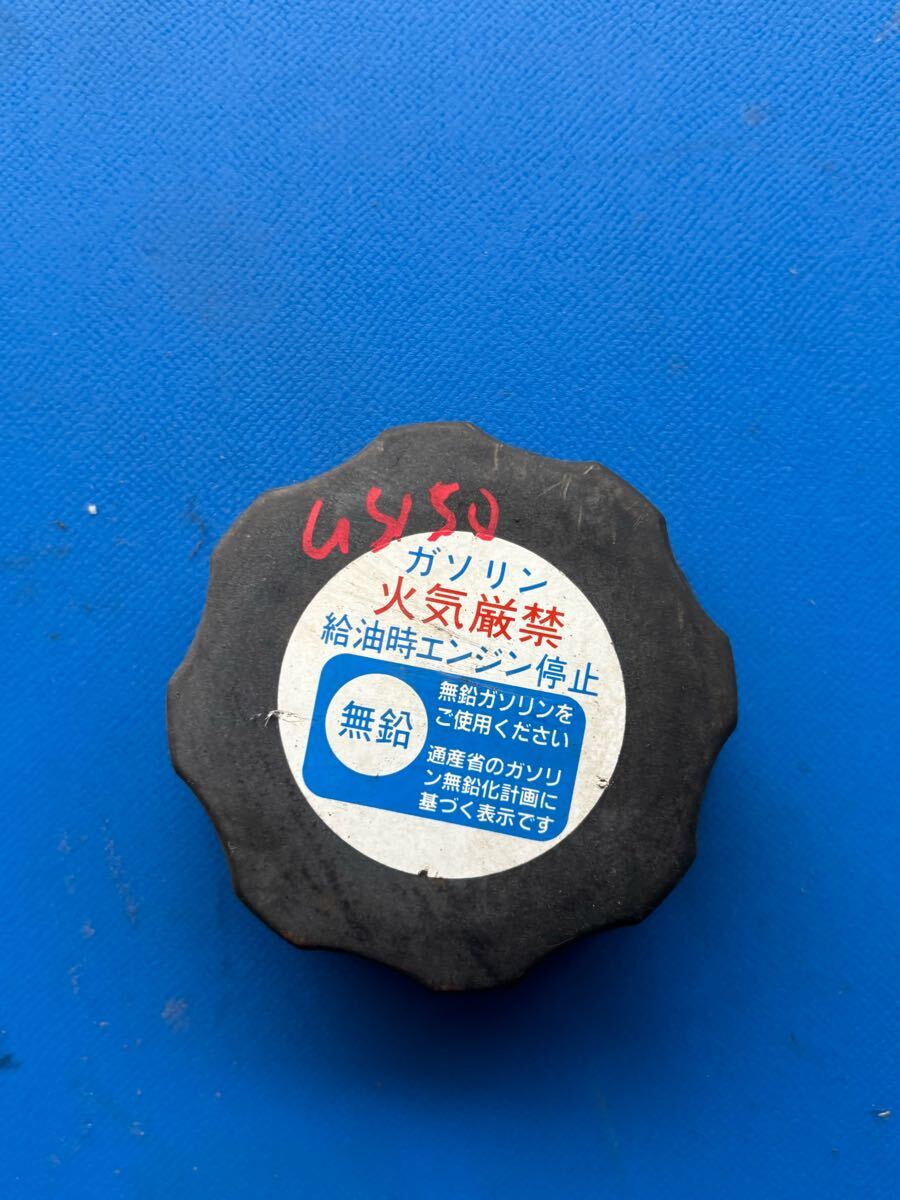 GS150
ガソリン
火気厳禁
給油時エンジン停止
無鉛
無鉛ガソリンを
ご使用ください
通産省のガソリ
ン無鉛化計画に
基づく表示です